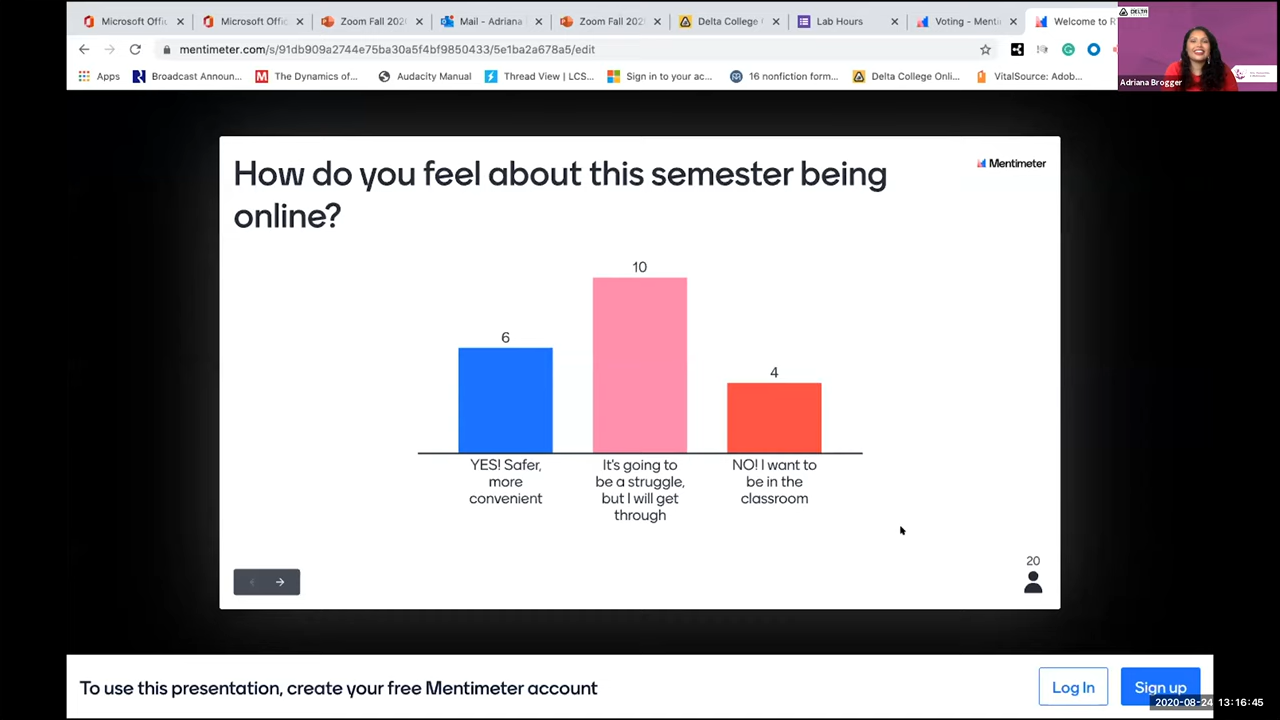 Microsoft Offi
Microsoft Offic
Zoom Fall 202
Mail - Adriana
Zoom Fall 202
Delta College
Lab Hours
Voting - Menti
Welcome to R
DELTA
mentimeter.com/s/91db909a2744e75ba30a5f4bf9850433/5e1ba2a678a5/edit
Apps
Broadcast Announ...
The Dynamics of...
Audacity Manual
Thread View | LCS...
Sign in to your ac...
16 nonfiction form...
Delta College Onli...
VitalSource: Adob...
Adriana Brogger
How do you feel about this semester being
online?
Mentimeter
6
10
4
YES! Safer,
more
convenient
It's going to
be a struggle,
but I will get
through
NO! I want to
be in the
classroom
20
To use this presentation, create your free Mentimeter account
Log In
Sign up
2020-08-24 13:16:45